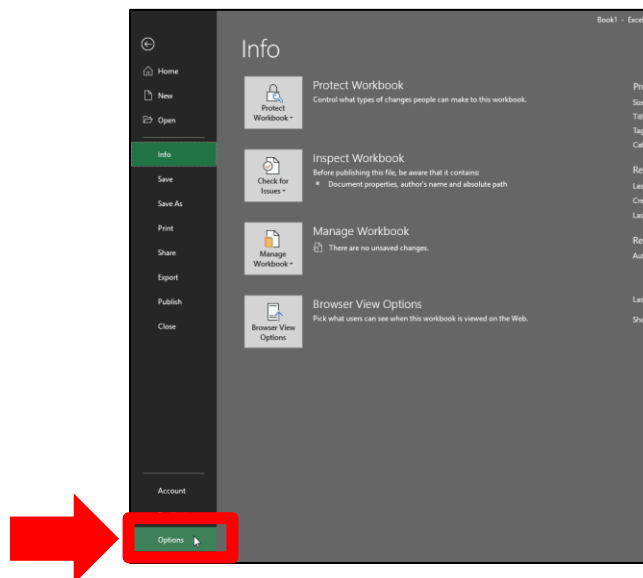 Book1 - Excel
Info
Home
New
Open
Info
Save
Save As
Print
Share
Export
Publish
Close
Account
Options
Protect
Workbook
Protect Workbook
Control what types of changes people can make to this workbook.
Check for
Issues
Inspect Workbook
Before publishing this file, be aware that it contains:
Document properties, author's name and absolute path
Manage
Workbook
Manage Workbook
There are no unsaved changes.
Browser View
Options
Browser View Options
Pick what users can see when this workbook is viewed on the Web.